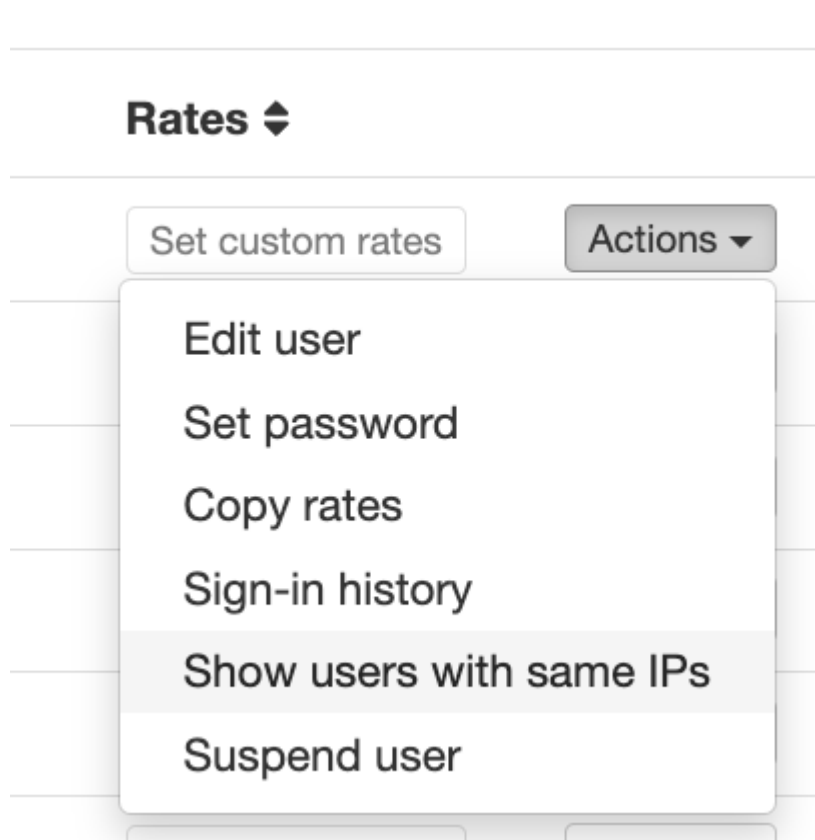 Rates
Set custom rates
Actions
Edit user
Set password
Copy rates
Sign-in history
Show users with same IPs
Suspend user